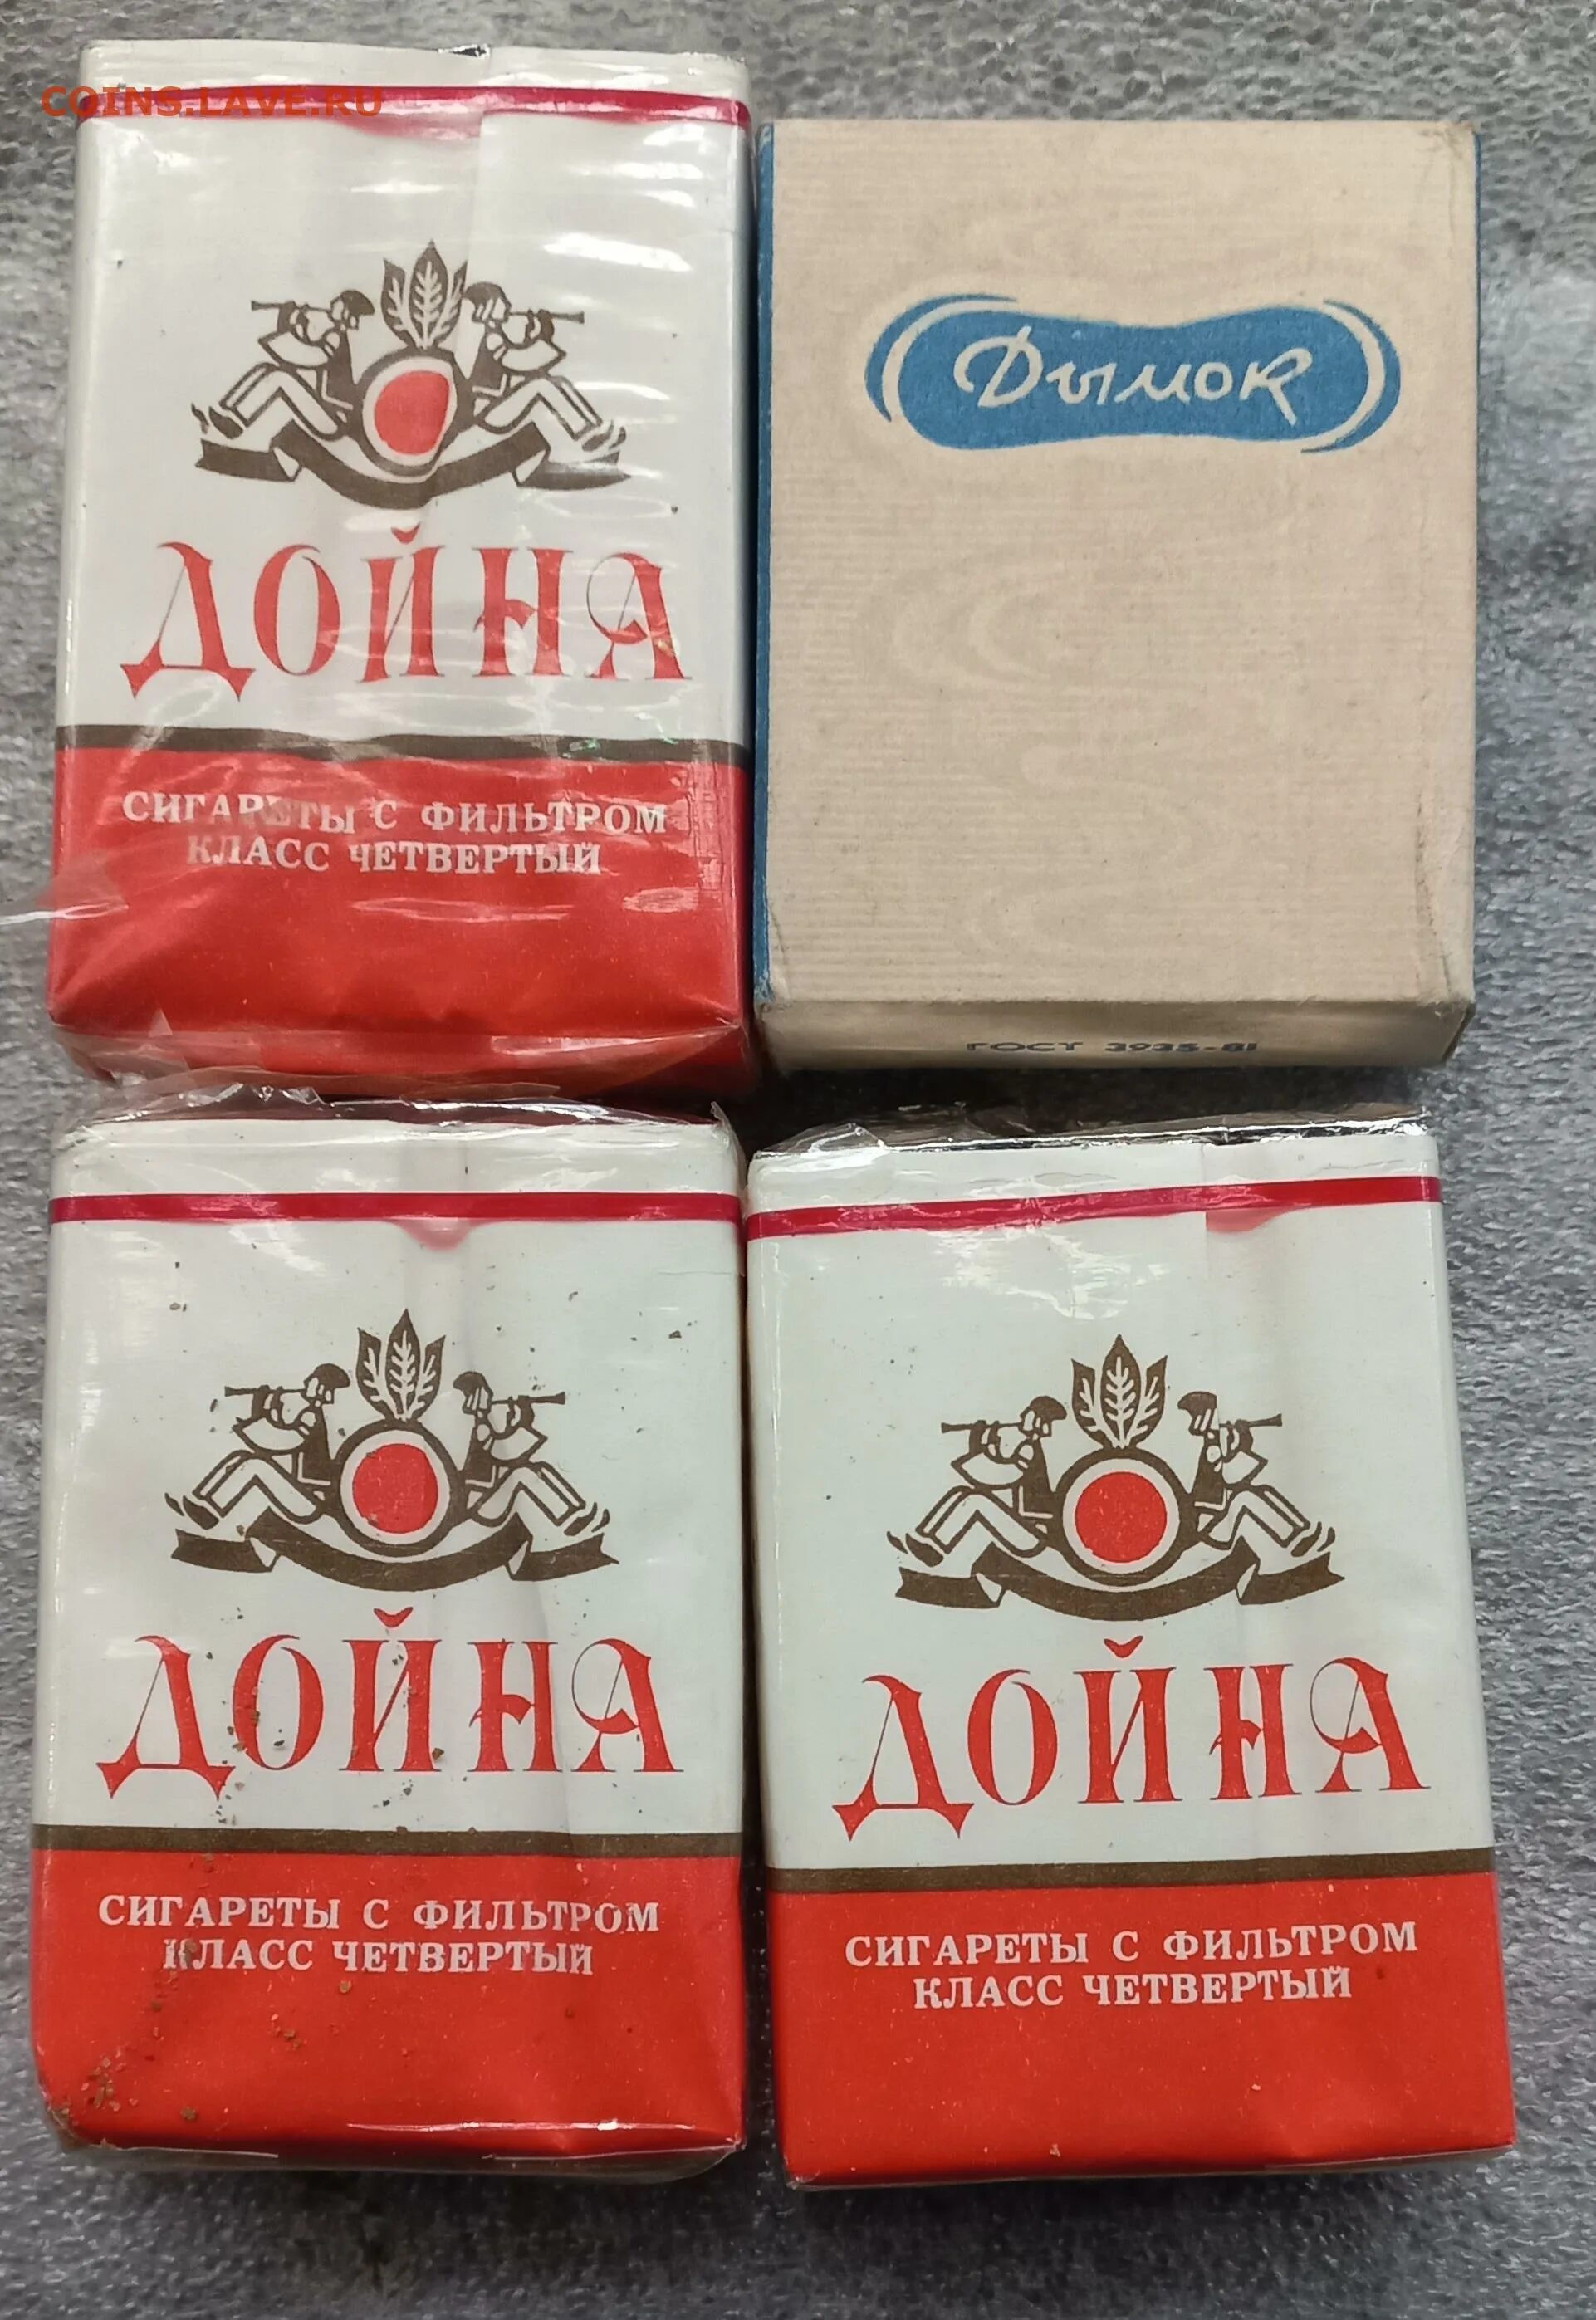 COINS.LAVE.RU
ДОЙНА
СИГАРЕТЫ С ФИЛЬТРОМ
КЛАСС ЧЕТВЕРТЫЙ
Дымок
ГОСТ 3935-81
ДОЙНА
СИГАРЕТЫ С ФИЛЬТРОМ
КЛАСС ЧЕТВЕРТЫЙ
ДОЙНА
СИГАРЕТЫ С ФИЛЬТРОМ
КЛАСС ЧЕТВЕРТЫЙ